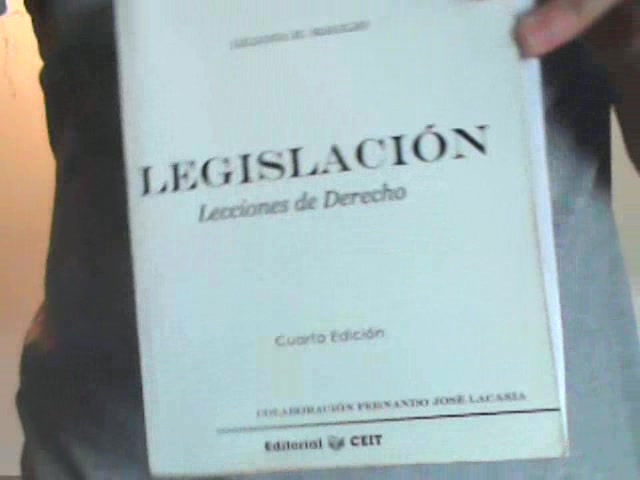 LEGISLACIÓN
Lecciones de Derecho
Cuarta Edición
COLABORACIÓN FERNANDO JOSÉ LACASIA
Editorial CEIT